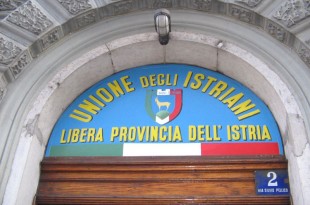 UNIONE DEGLI ISTRIANI
LIBERA PROVINCIA DELL'ISTRIA
2